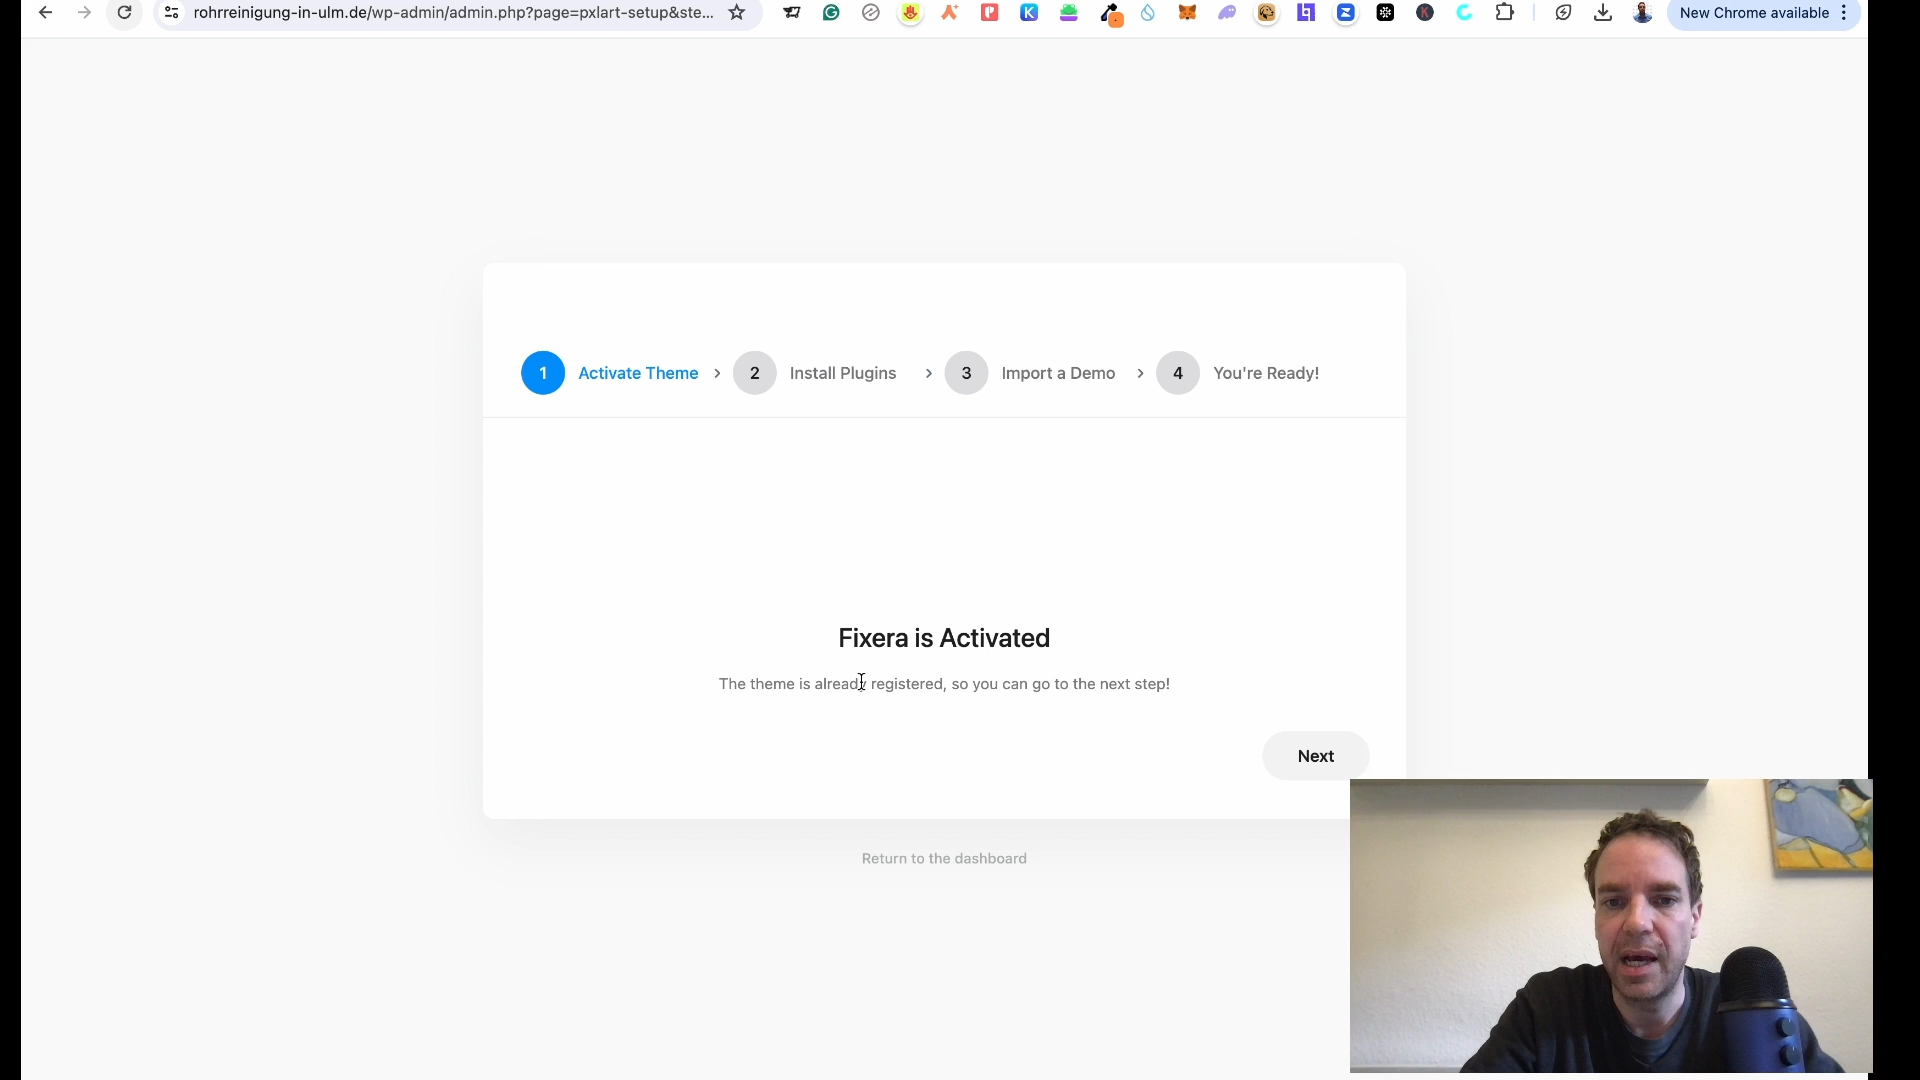 rohrreinigung-in-ulm.de/wp-admin/admin.php?page=pxlart-setup&ste...
New Chrome available
1 Activate Theme > 2 Install Plugins > 3 Import a Demo > 4 You're Ready!
Fixera is Activated
The theme is already registered, so you can go to the next step!
Next
Return to the dashboard